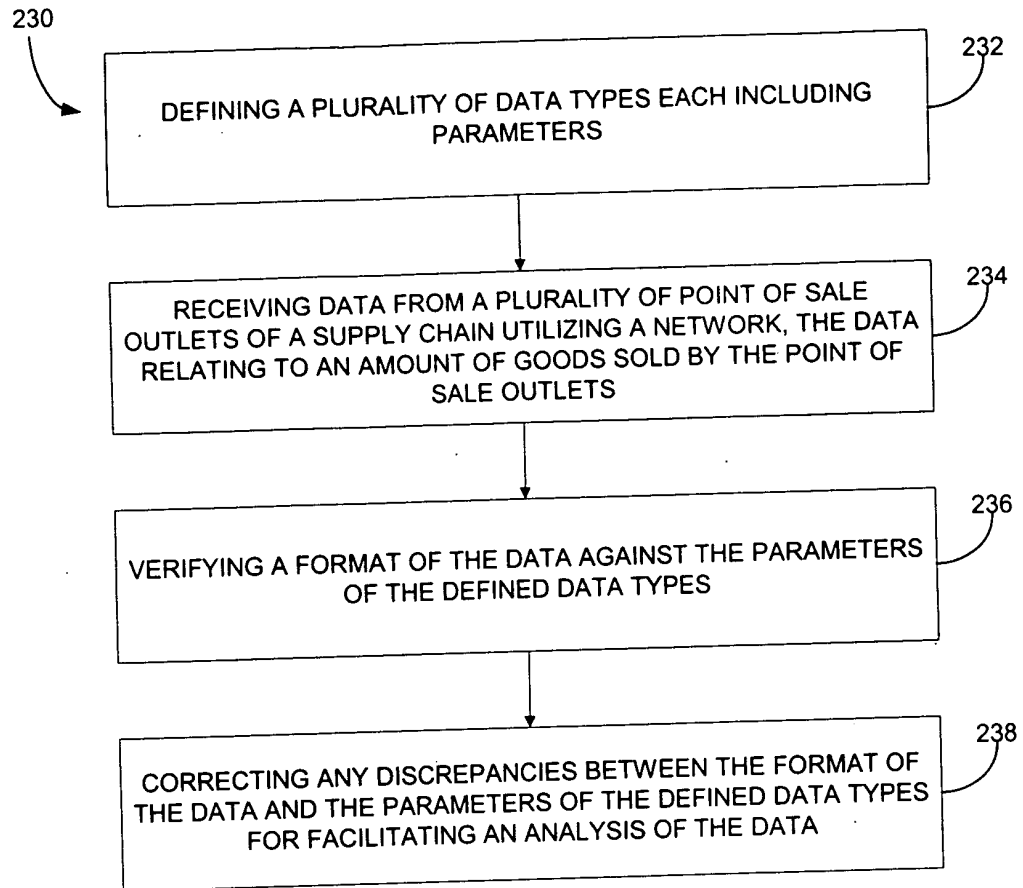 230
232
DEFINING A PLURALITY OF DATA TYPES EACH INCLUDING
PARAMETERS
234
RECEIVING DATA FROM A PLURALITY OF POINT OF SALE
OUTLETS OF A SUPPLY CHAIN UTILIZING A NETWORK, THE DATA
RELATING TO AN AMOUNT OF GOODS SOLD BY THE POINT OF
SALE OUTLETS
236
VERIFYING A FORMAT OF THE DATA AGAINST THE PARAMETERS
OF THE DEFINED DATA TYPES
238
CORRECTING ANY DISCREPANCIES BETWEEN THE FORMAT OF
THE DATA AND THE PARAMETERS OF THE DEFINED DATA TYPES
FOR FACILITATING AN ANALYSIS OF THE DATA